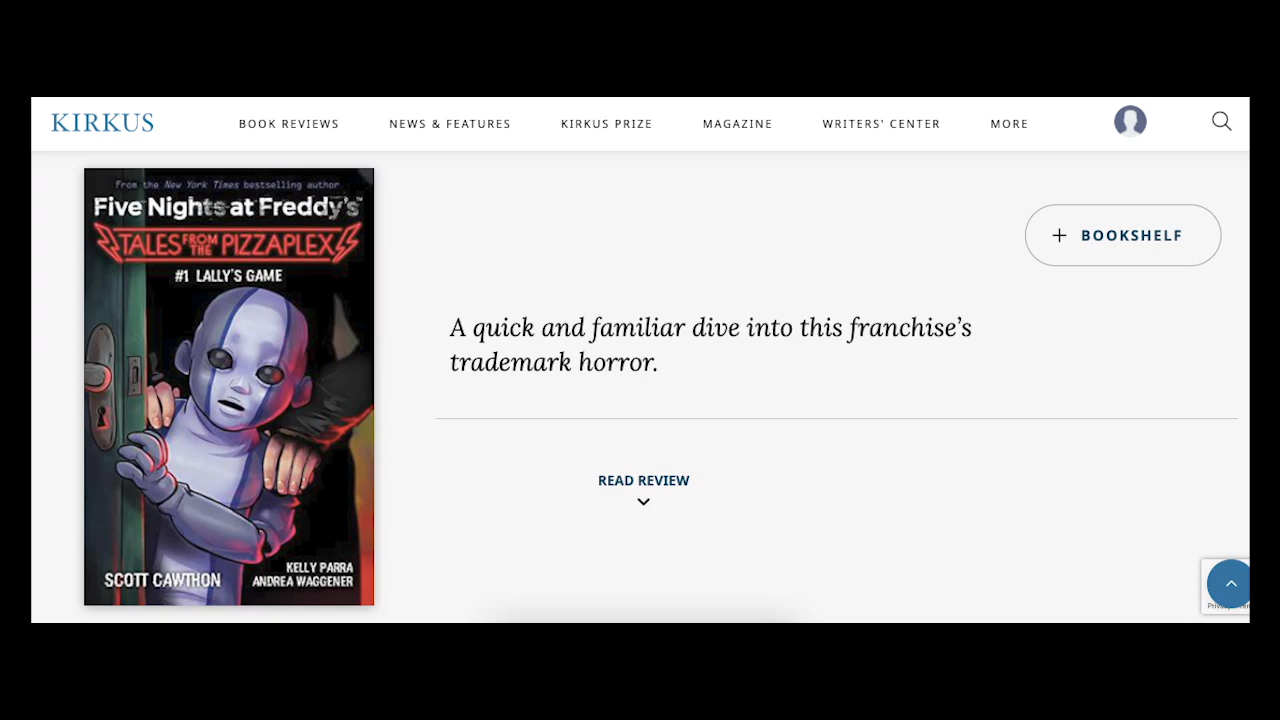 KIRKUS
BOOK REVIEWS NEWS & FEATURES KIRKUS PRIZE MAGAZINE WRITERS' CENTER MORE
From the New York Times bestselling author
Five Nights at Freddy's™
TALES FROM THE PIZZAPLEX
#1 LALLY'S GAME
SCOTT CAWTHON
KELLY PARRA
ANDREA WAGGENER
+ BOOKSHELF
A quick and familiar dive into this franchise’s
trademark horror.
READ REVIEW